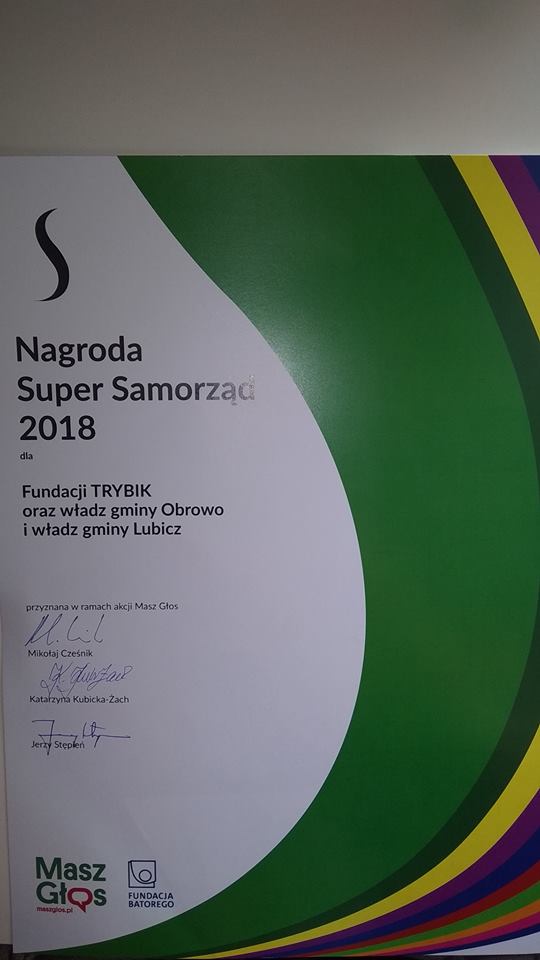 Nagroda
Super Samorząd
2018
dla
Fundacji TRYBIK
oraz władz gminy Obrowo
i władz gminy Lubicz
przyznana w ramach akcji Masz Głos
Mikołaj Cześnik
Katarzyna Kubicka-Żach
Jerzy Stępień
Masz
Głos
maszglos.pl
FUNDACJA
BATOREGO